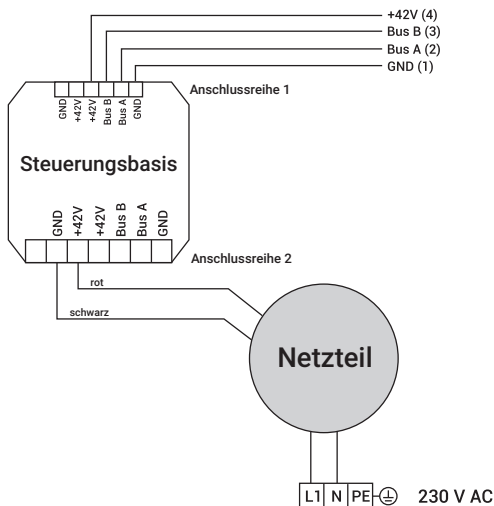 +42V (4)
Bus B (3)
Bus A (2)
GND (1)
Anschlussreihe 1
GND
+42V
+42V
Bus B
Bus A
GND
Steuerungsbasis
GND
+42V
+42V
Bus B
Bus A
GND
Anschlussreihe 2
rot
schwarz
Netzteil
L1 N PE 230 V AC